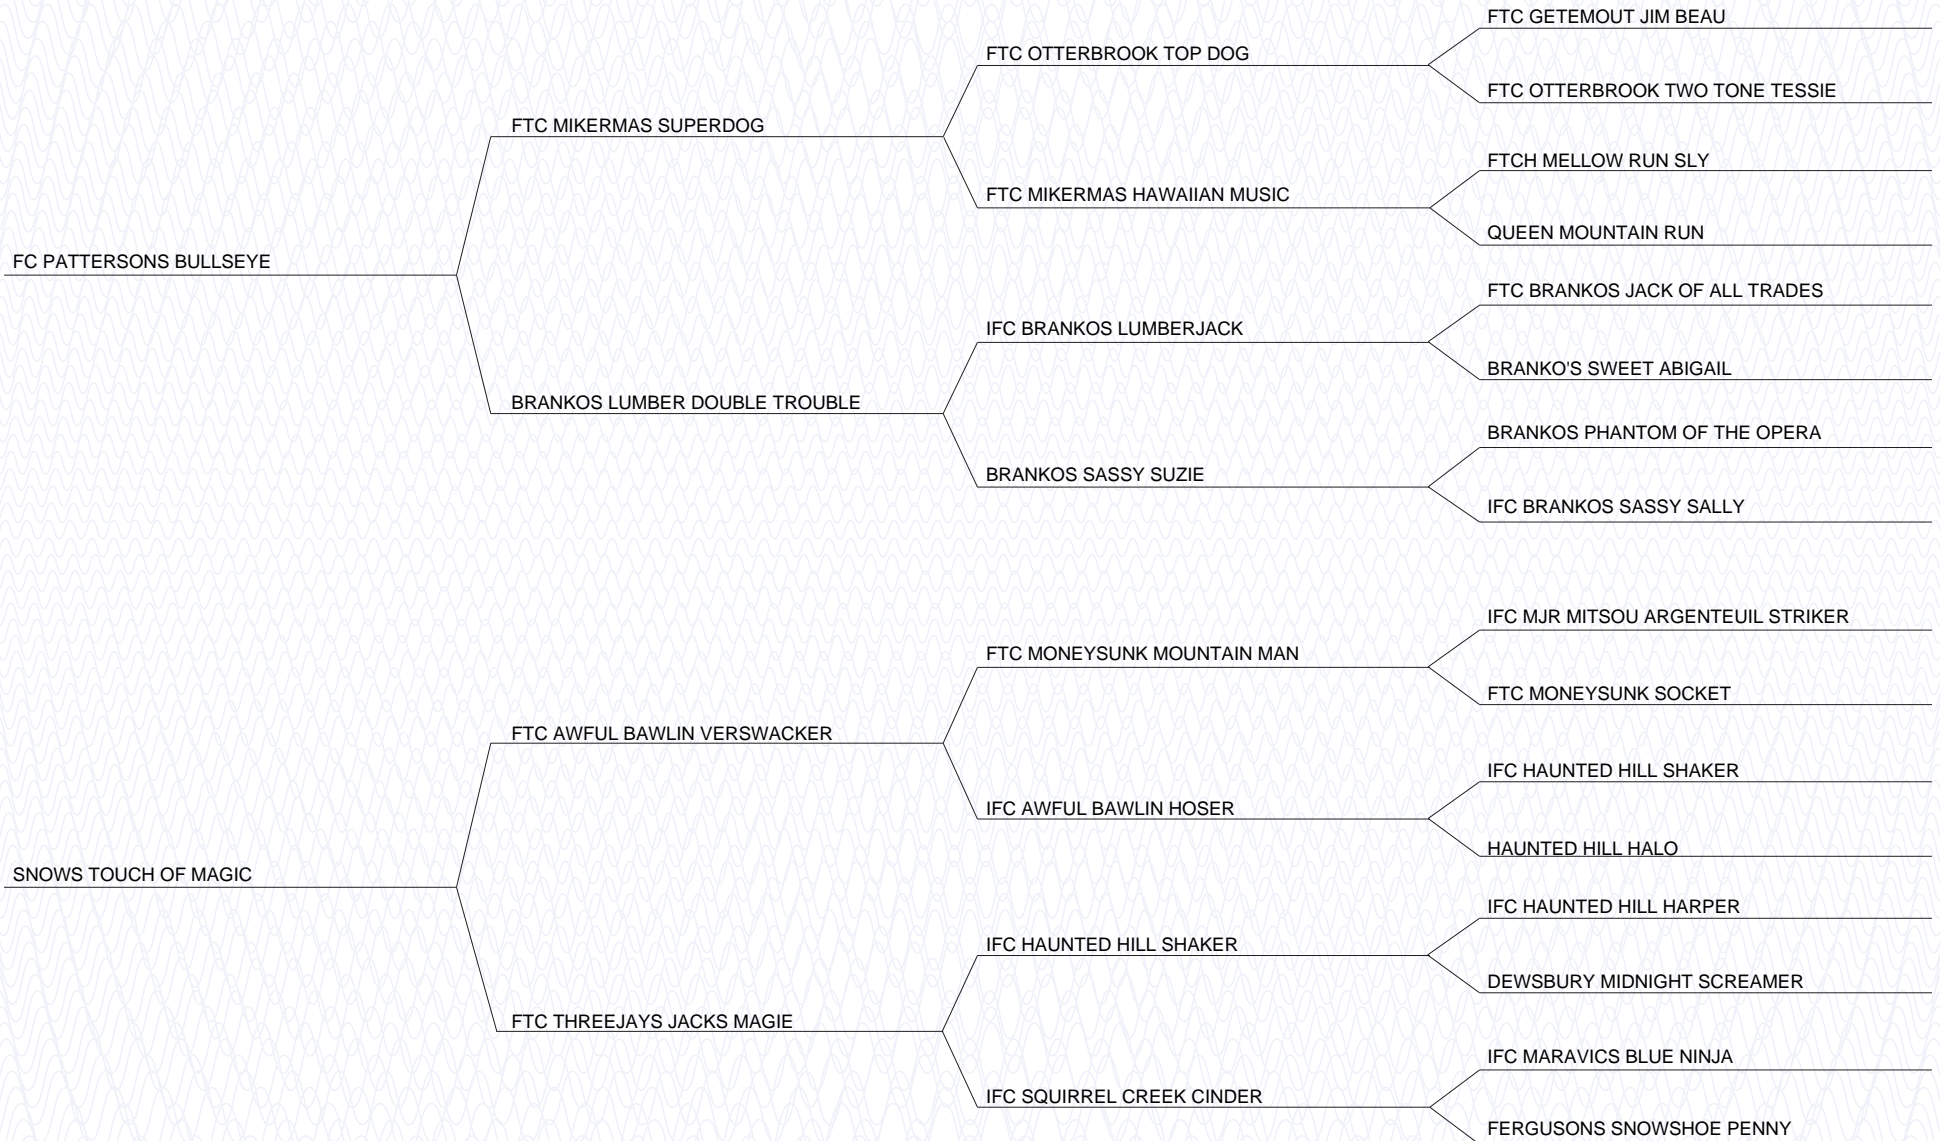 FTC GETEMOUT JIM BEAU
FTC OTTERBROOK TOP DOG
FTC OTTERBROOK TWO TONE TESSIE
FTC MIKERMAS SUPERDOG
FTCH MELLOW RUN SLY
FTC MIKERMAS HAWAIIAN MUSIC
QUEEN MOUNTAIN RUN
FC PATTERSONS BULLSEYE
FTC BRANKOS JACK OF ALL TRADES
IFC BRANKOS LUMBERJACK
BRANKO'S SWEET ABIGAIL
BRANKOS LUMBER DOUBLE TROUBLE
BRANKOS PHANTOM OF THE OPERA
BRANKOS SASSY SUZIE
IFC BRANKOS SASSY SALLY
IFC MJR MITSOU ARGENTEUIL STRIKER
FTC MONEYSUNK MOUNTAIN MAN
FTC MONEYSUNK SOCKET
FTC AWFUL BAWLIN VERSWACKER
IFC HAUNTED HILL SHAKER
IFC AWFUL BAWLIN HOSER
HAUNTED HILL HALO
SNOWS TOUCH OF MAGIC
IFC HAUNTED HILL HARPER
IFC HAUNTED HILL SHAKER
DEWSBURY MIDNIGHT SCREAMER
FTC THREEJAYS JACKS MAGIE
IFC MARAVICS BLUE NINJA
IFC SQUIRREL CREEK CINDER
FERGUSONS SNOWSHOE PENNY